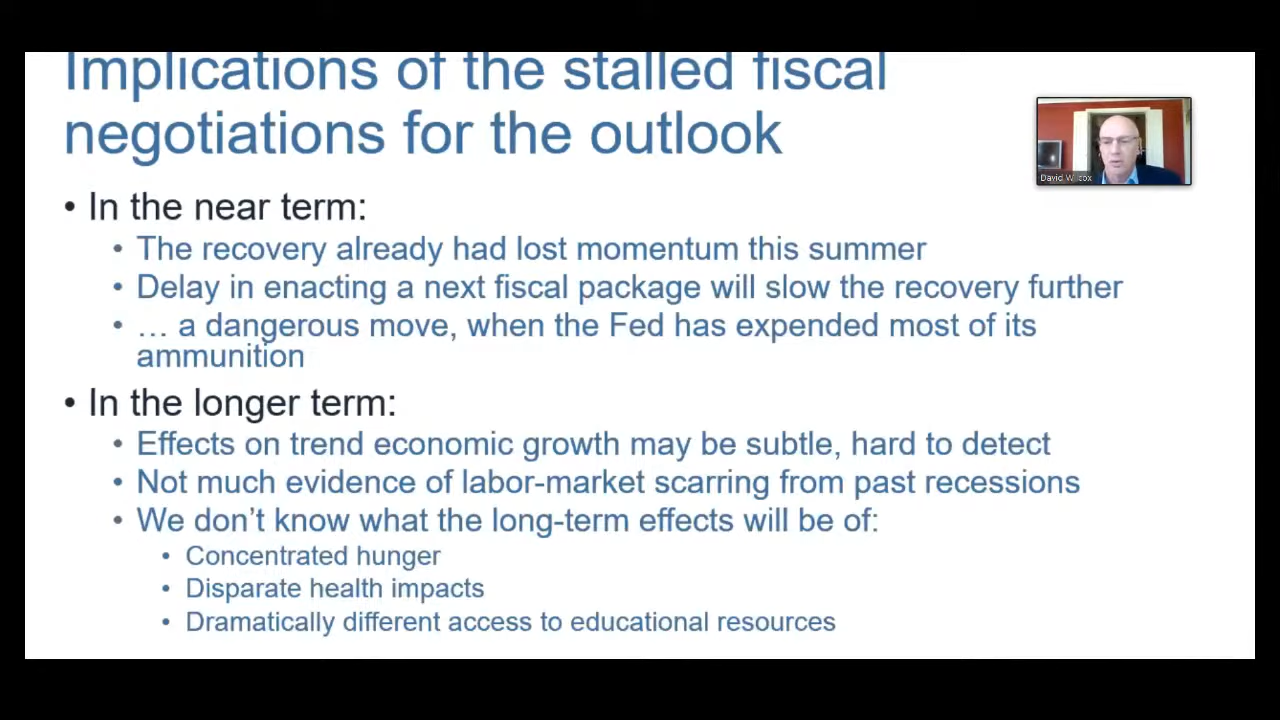 Implications of the stalled fiscal
negotiations for the outlook
David Wilcox
• In the near term:
• The recovery already had lost momentum this summer
• Delay in enacting a next fiscal package will slow the recovery further
• … a dangerous move, when the Fed has expended most of its
ammunition
• In the longer term:
• Effects on trend economic growth may be subtle, hard to detect
• Not much evidence of labor-market scarring from past recessions
• We don’t know what the long-term effects will be of:
• Concentrated hunger
• Disparate health impacts
• Dramatically different access to educational resources